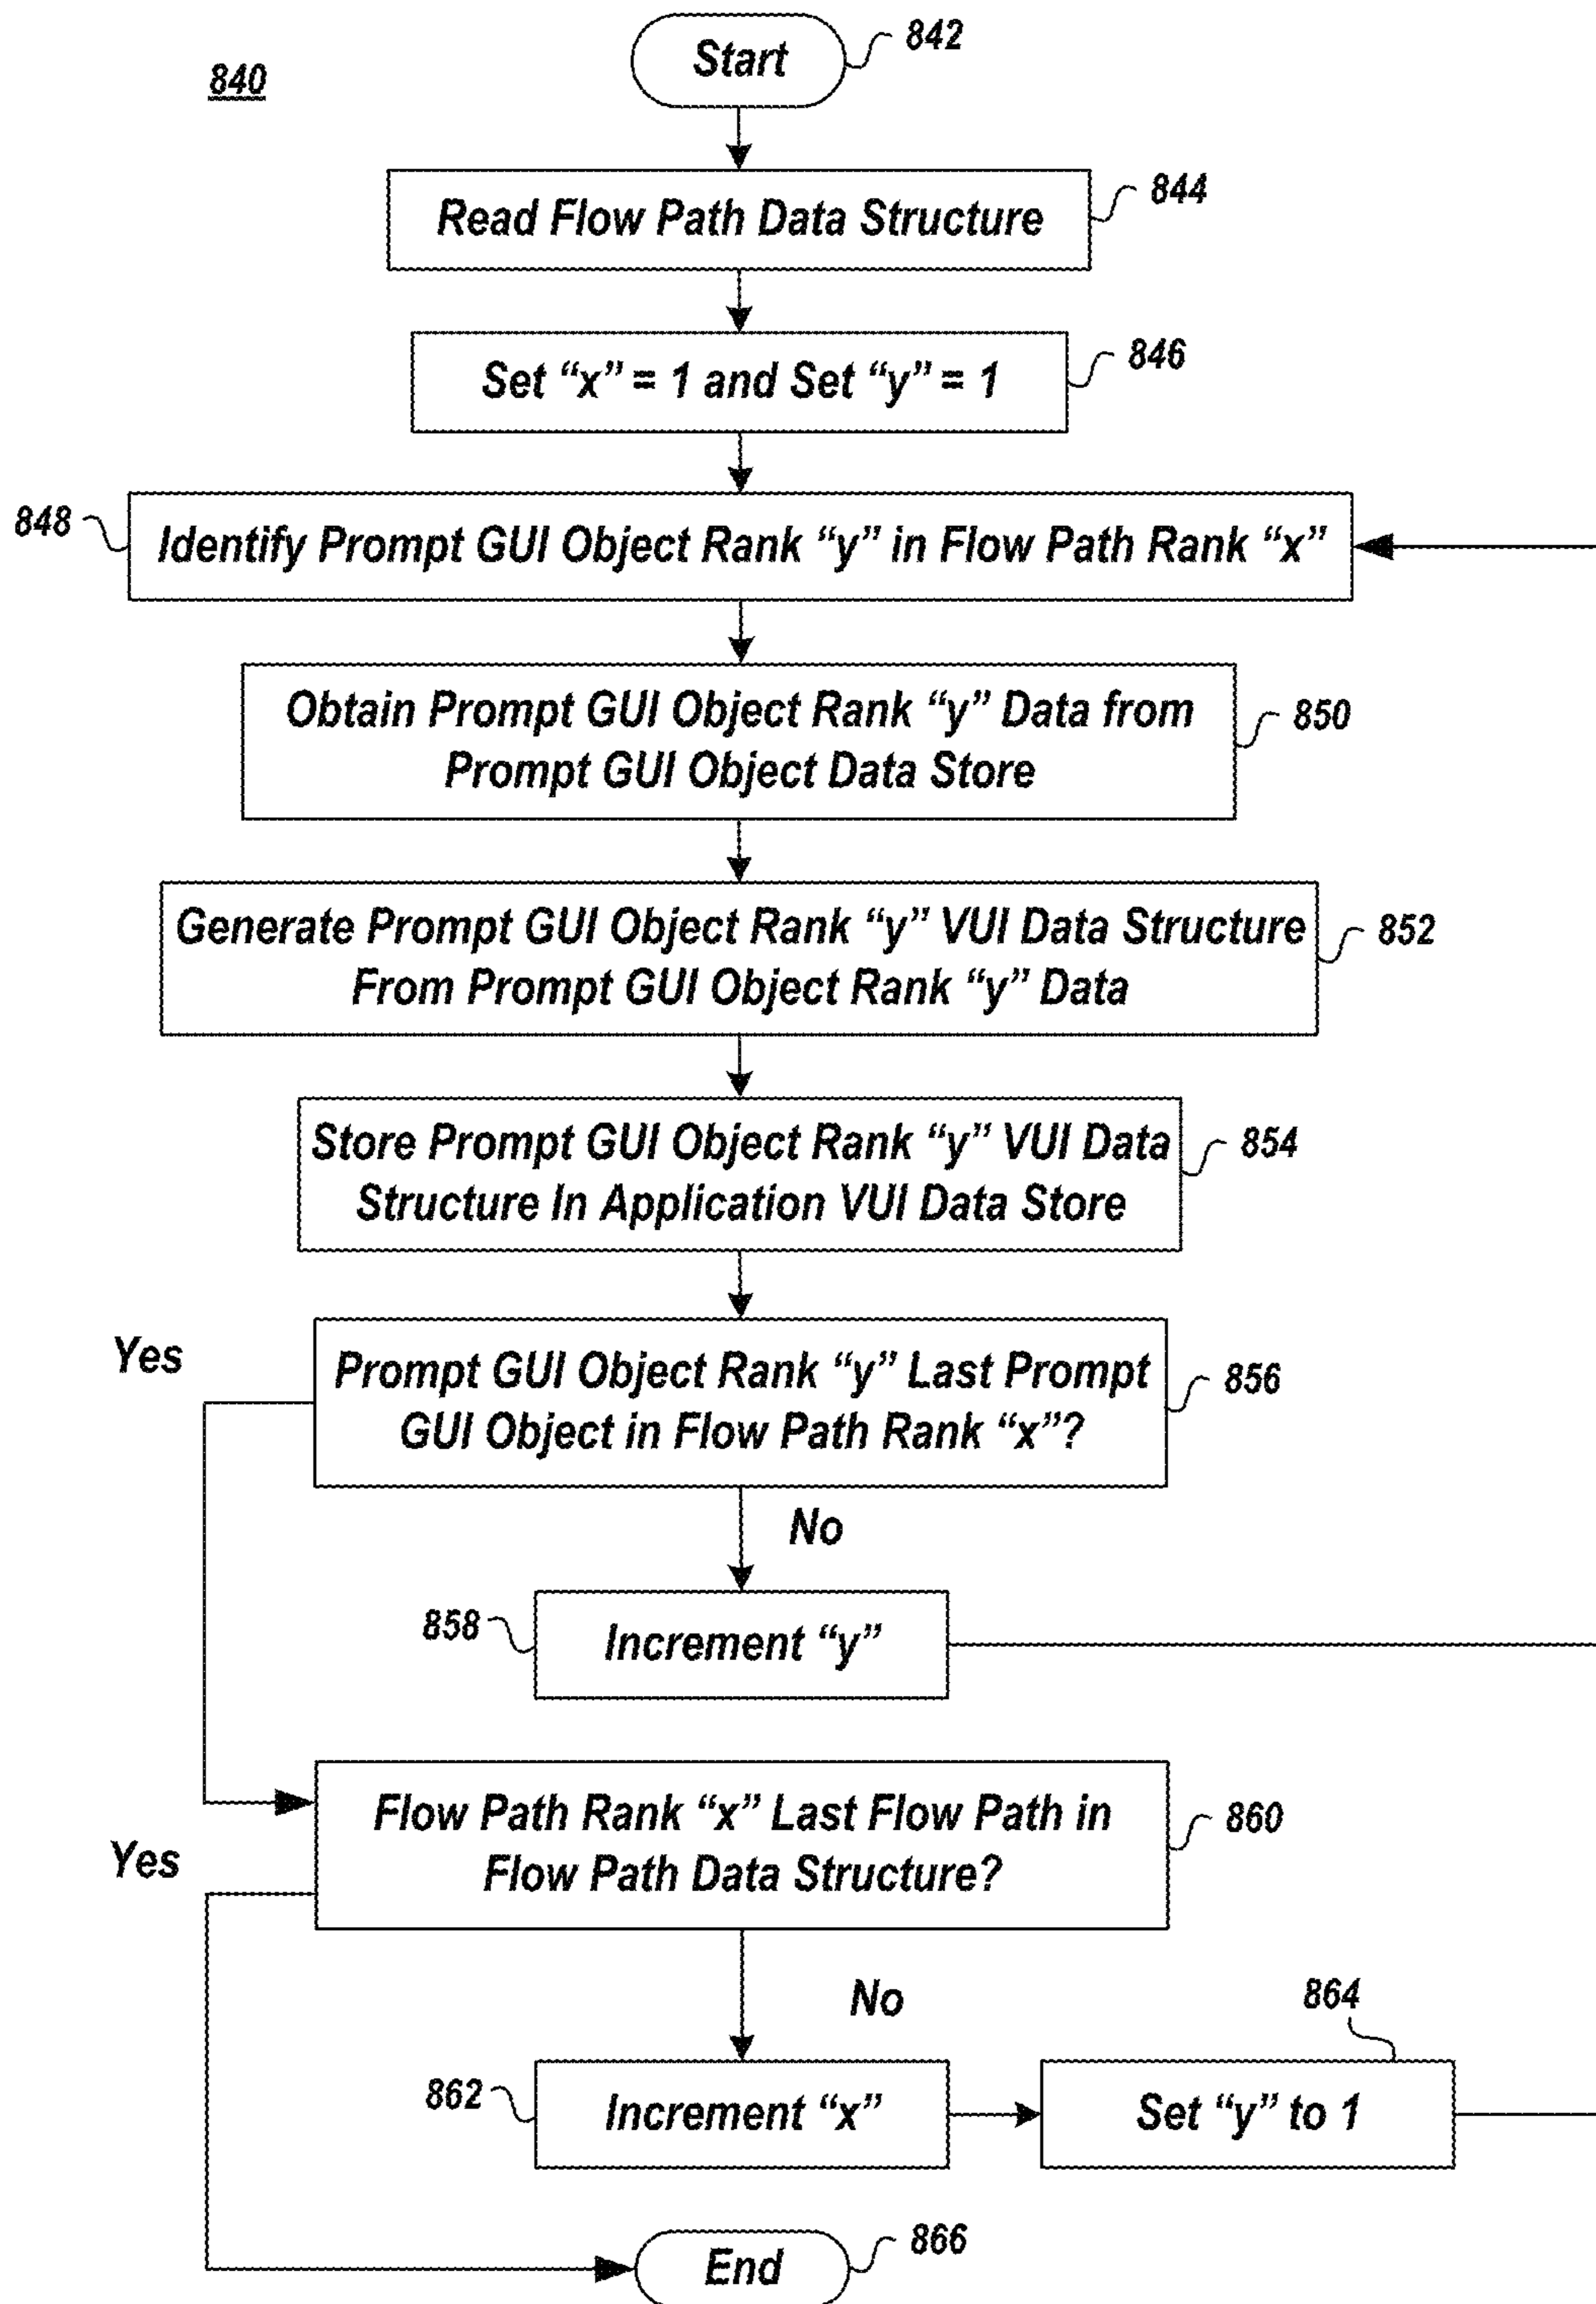 840
Start
842
Read Flow Path Data Structure
844
Set “x” = 1 and Set “y” = 1
846
848
Identify Prompt GUI Object Rank “y” in Flow Path Rank “x”
Obtain Prompt GUI Object Rank “y” Data from
Prompt GUI Object Data Store
850
Generate Prompt GUI Object Rank “y” VUI Data Structure
From Prompt GUI Object Rank “y” Data
852
Store Prompt GUI Object Rank “y” VUI Data
Structure In Application VUI Data Store
854
Yes
Prompt GUI Object Rank “y” Last Prompt
GUI Object in Flow Path Rank “x”?
856
No
858
Increment “y”
Flow Path Rank “x” Last Flow Path in
Flow Path Data Structure?
860
Yes
No
862
Increment “x”
864
Set “y” to 1
End
866